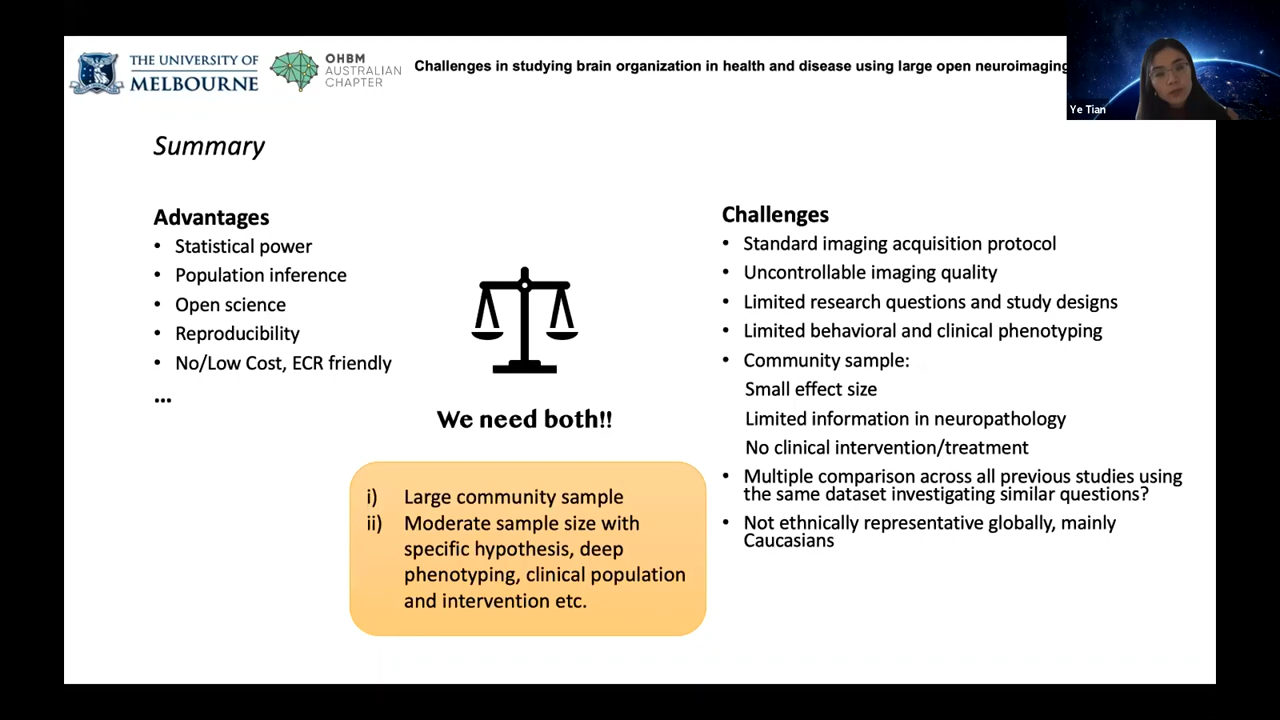 THE UNIVERSITY OF
MELBOURNE
OHBM
AUSTRALIAN
CHAPTER
Challenges in studying brain organization in health and disease using large open neuroimaging
Ye Tian
Summary
Advantages
• Statistical power
• Population inference
• Open science
• Reproducibility
• No/Low Cost, ECR friendly
...
We need both!!
i) Large community sample
ii) Moderate sample size with
specific hypothesis, deep
phenotyping, clinical population
and intervention etc.
Challenges
• Standard imaging acquisition protocol
• Uncontrollable imaging quality
• Limited research questions and study designs
• Limited behavioral and clinical phenotyping
• Community sample:
Small effect size
Limited information in neuropathology
No clinical intervention/treatment
• Multiple comparison across all previous studies using
the same dataset investigating similar questions?
• Not ethnically representative globally, mainly
Caucasians